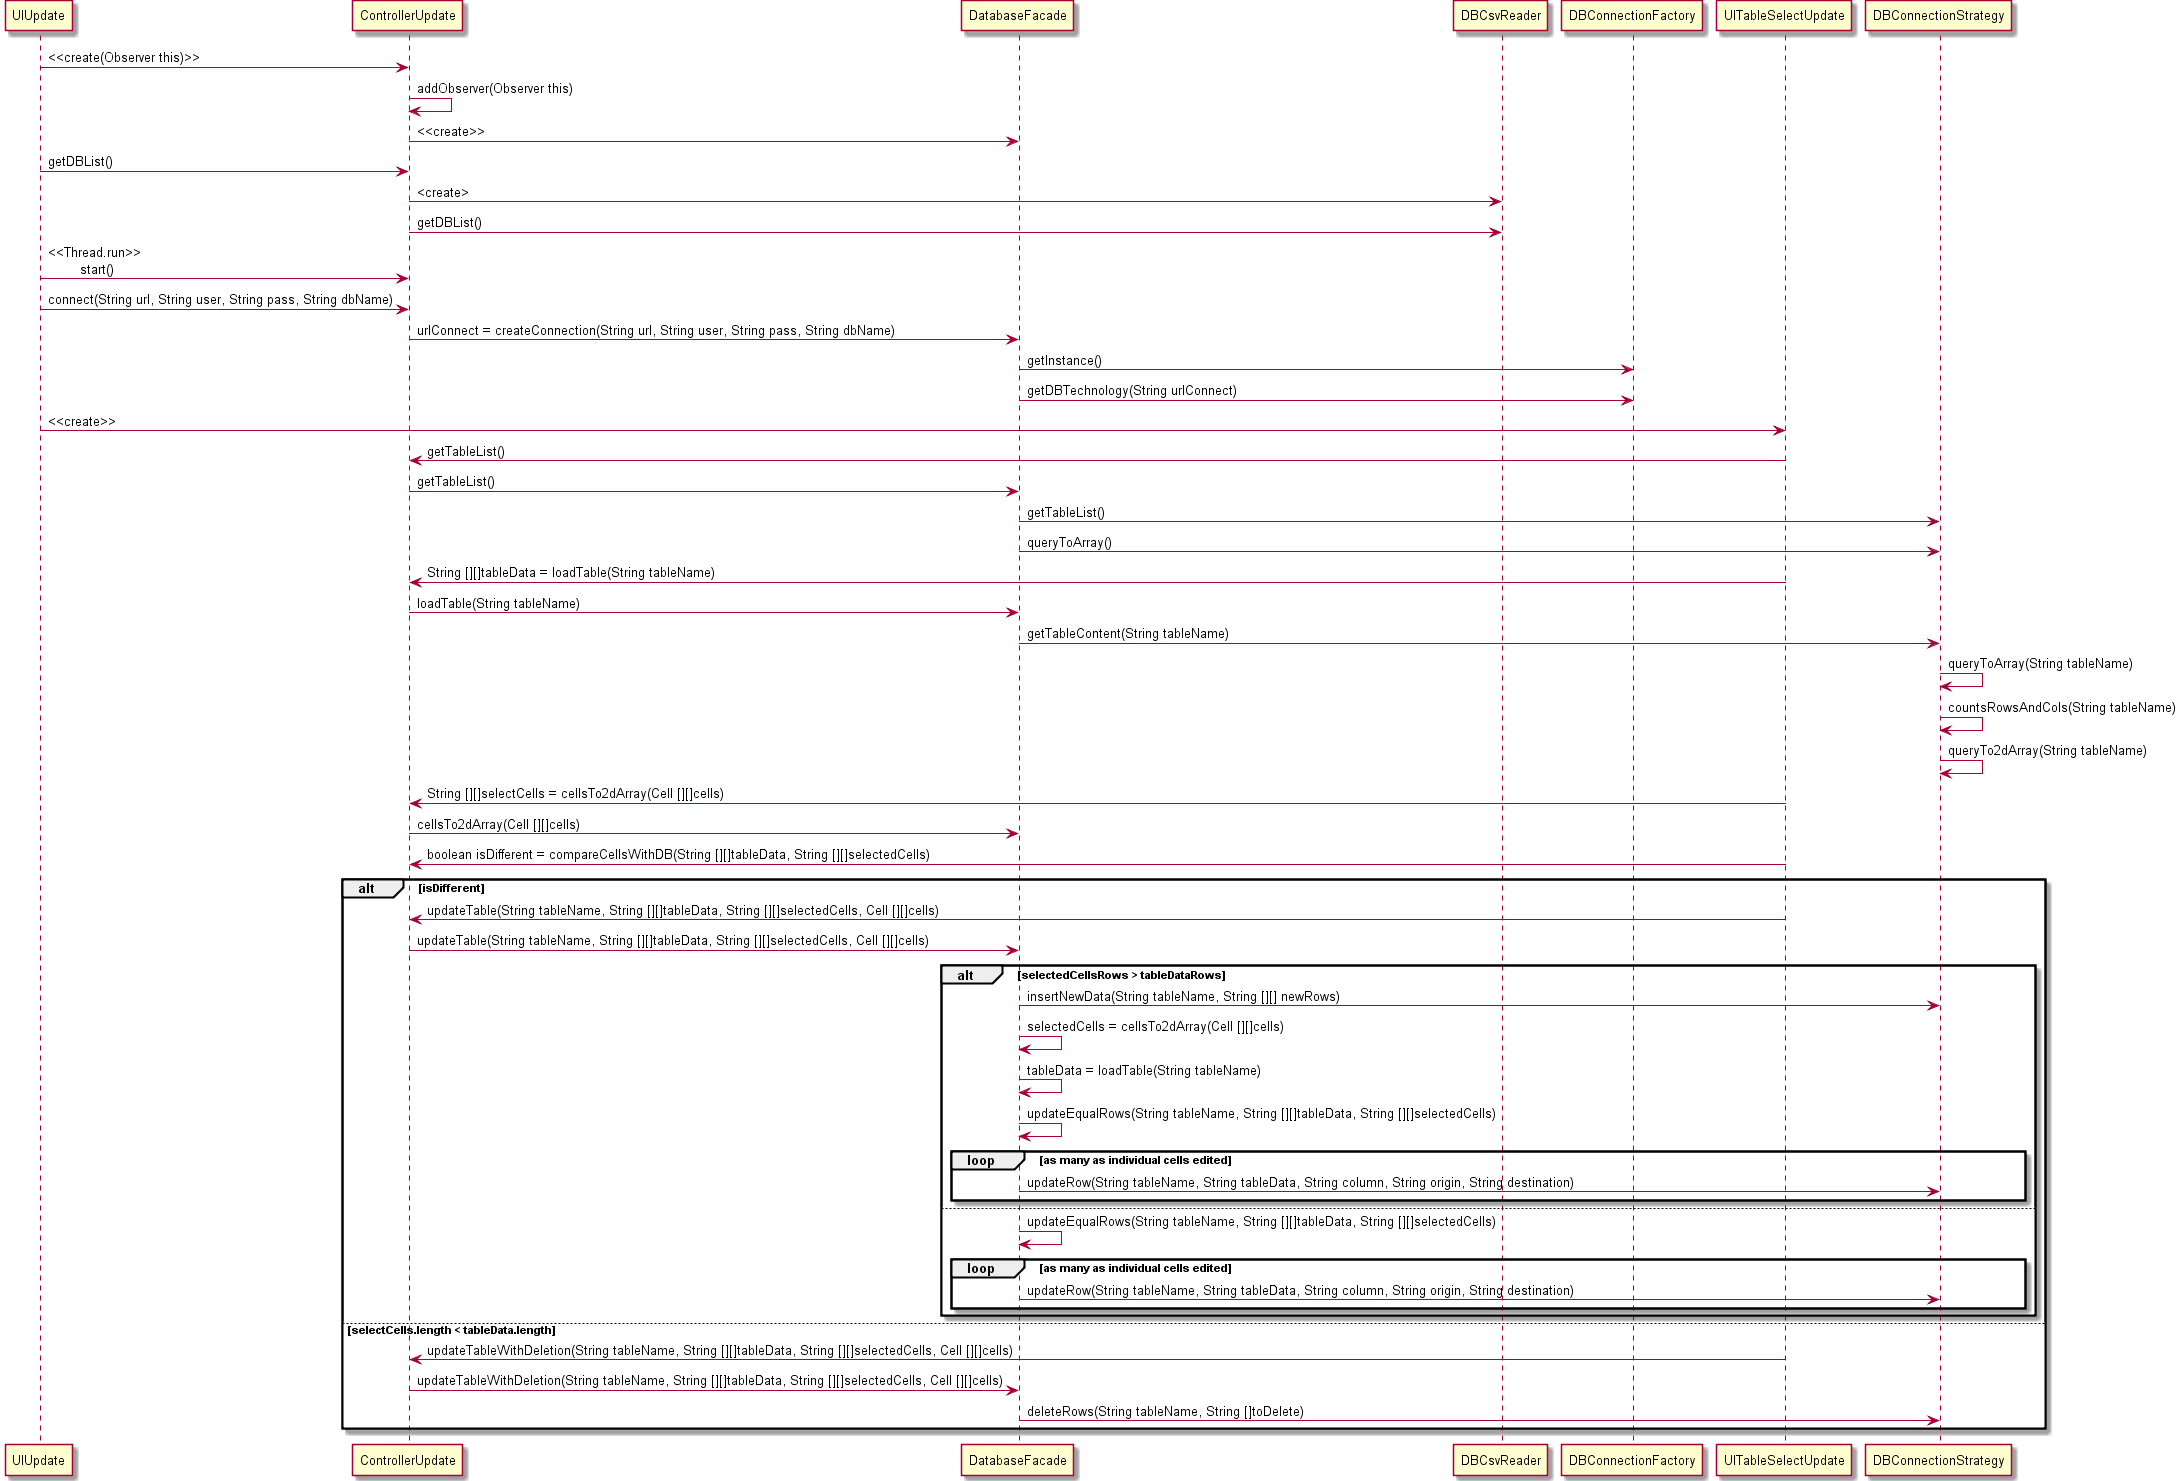 UIUpdate ControllerUpdate DatabaseFacade DBCsvReader DBConnectionFactory UITableSelectUpdate DBConnectionStrategy
<<create(Observer this)>>
addObserver(Observer this)
<<create>>
getDBList()
<create>
getDBList()
<<Thread.run>>
start()
connect(String url, String user, String pass, String dbName)
urlConnect = createConnection(String url, String user, String pass, String dbName)
getInstance()
getDBTechnology(String urlConnect)
<<create>>
getTableList()
getTableList()
getTableList()
queryToArray()
String [][]tableData = loadTable(String tableName)
loadTable(String tableName)
getTableContent(String tableName)
queryToArray(String tableName)
countsRowsAndCols(String tableName)
queryTo2dArray(String tableName)
String [][]selectCells = cellsTo2dArray(Cell [][]cells)
cellsTo2dArray(Cell [][]cells)
boolean isDifferent = compareCellsWithDB(String [][]tableData, String [][]selectedCells)
alt [isDifferent]
updateTable(String tableName, String [][]tableData, String [][]selectedCells, Cell [][]cells)
updateTable(String tableName, String [][]tableData, String [][]selectedCells, Cell [][]cells)
alt [selectedCellsRows > tableDataRows]
insertNewData(String tableName, String [][] newRows)
selectedCells = cellsTo2dArray(Cell [][]cells)
tableData = loadTable(String tableName)
updateEqualRows(String tableName, String [][]tableData, String [][]selectedCells)
loop [as many as individual cells edited]
updateRow(String tableName, String tableData, String column, String origin, String destination)
updateEqualRows(String tableName, String [][]tableData, String [][]selectedCells)
loop [as many as individual cells edited]
updateRow(String tableName, String tableData, String column, String origin, String destination)
[selectCells.length < tableData.length]
updateTableWithDeletion(String tableName, String [][]tableData, String [][]selectedCells, Cell [][]cells)
updateTableWithDeletion(String tableName, String [][]tableData, String [][]selectedCells, Cell [][]cells)
deleteRows(String tableName, String []toDelete)
UIUpdate ControllerUpdate DatabaseFacade DBCsvReader DBConnectionFactory UITableSelectUpdate DBConnectionStrategy